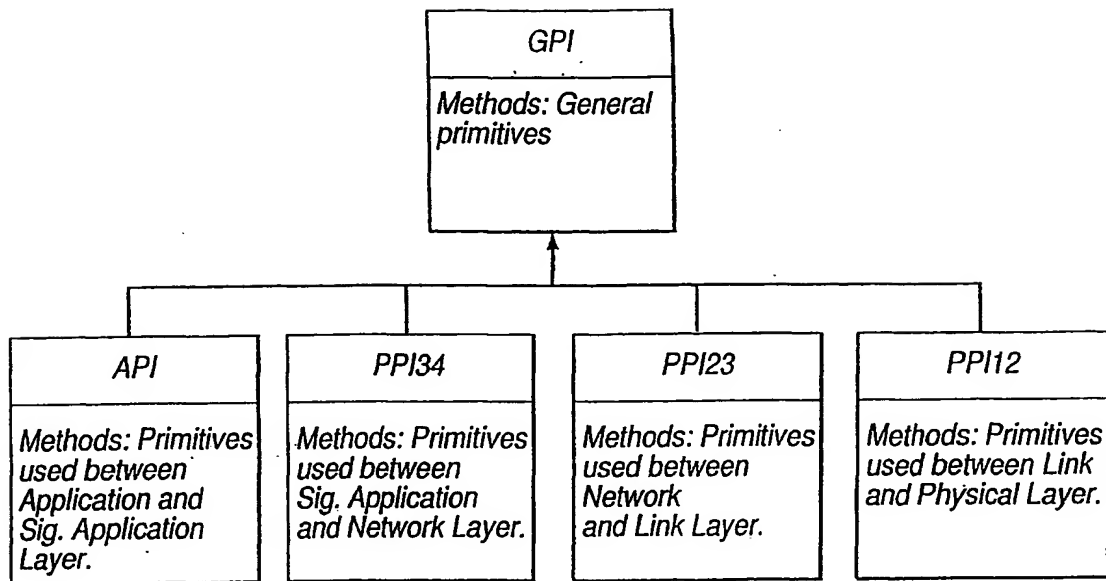 GPI
Methods: General
primitives
API
Methods: Primitives
used between
Application and
Sig. Application
Layer.
PPI34
Methods: Primitives
used between
Sig. Application
and Network Layer.
PPI23
Methods: Primitives
used between
Network
and Link Layer.
PPI12
Methods: Primitives
used between Link
and Physical Layer.